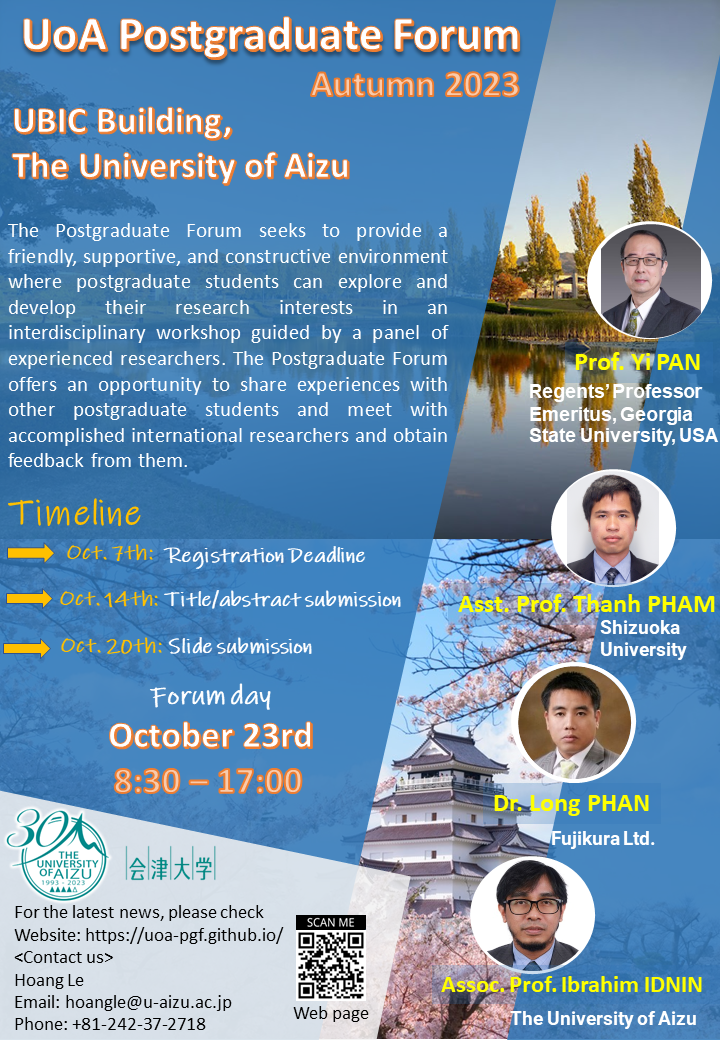 UoA Postgraduate Forum
Autumn 2023
UBIC Building,
The University of Aizu
The Postgraduate Forum seeks to provide a
friendly, supportive, and constructive environment
where postgraduate students can explore and
develop their research interests in an
interdisciplinary workshop guided by a panel of
experienced researchers. The Postgraduate Forum
offers an opportunity to share experiences with
other postgraduate students and meet with
accomplished international researchers and obtain
feedback from them.
Prof. Yi PAN
Regents' Professor
Emeritus, Georgia
State University, USA
Timeline
Oct. 7th: Registration Deadline
Oct. 14th: Title/abstract submission
Oct. 20th: Slide submission
Asst. Prof. Thanh PHAM
Shizuoka
University
Forum day
October 23rd
8:30 – 17:00
Dr. Long PHAN
Fujikura Ltd.
30
THE
UNIVERSITY
OF AIZU
1993 - 2023
会津大学
For the latest news, please check
Website: https://uoa-pgf.github.io/
<Contact us>
Hoang Le
Email: hoangle@u-aizu.ac.jp
Phone: +81-242-37-2718
SCAN ME
Web page
Assoc. Prof. Ibrahim IDNIN
The University of Aizu